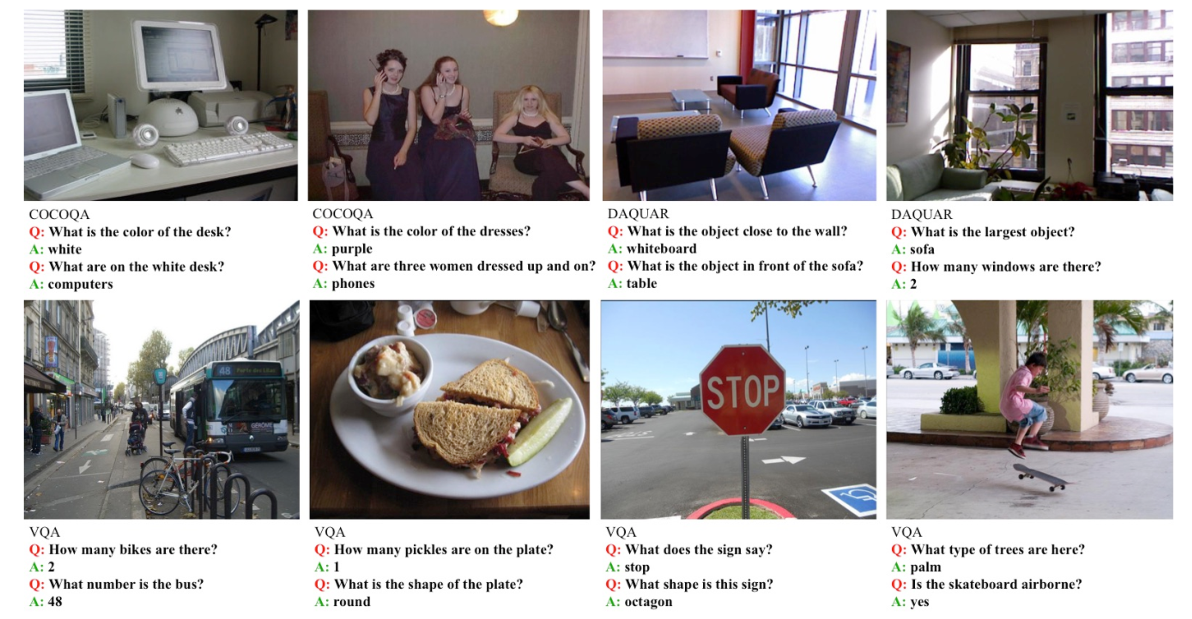 COCOQA
Q: What is the color of the desk?
A: white
Q: What are on the white desk?
A: computers
COCOQA
Q: What is the color of the dresses?
A: purple
Q: What are three women dressed up and on?
A: phones
DAQUAR
Q: What is the object close to the wall?
A: whiteboard
Q: What is the object in front of the sofa?
A: table
DAQUAR
Q: What is the largest object?
A: sofa
Q: How many windows are there?
A: 2
48
VQA
Q: How many bikes are there?
A: 2
Q: What number is the bus?
A: 48
VQA
Q: How many pickles are on the plate?
A: 1
Q: What is the shape of the plate?
A: round
STOP
VQA
Q: What does the sign say?
A: stop
Q: What shape is this sign?
A: octagon
VQA
Q: What type of trees are here?
A: palm
Q: Is the skateboard airborne?
A: yes